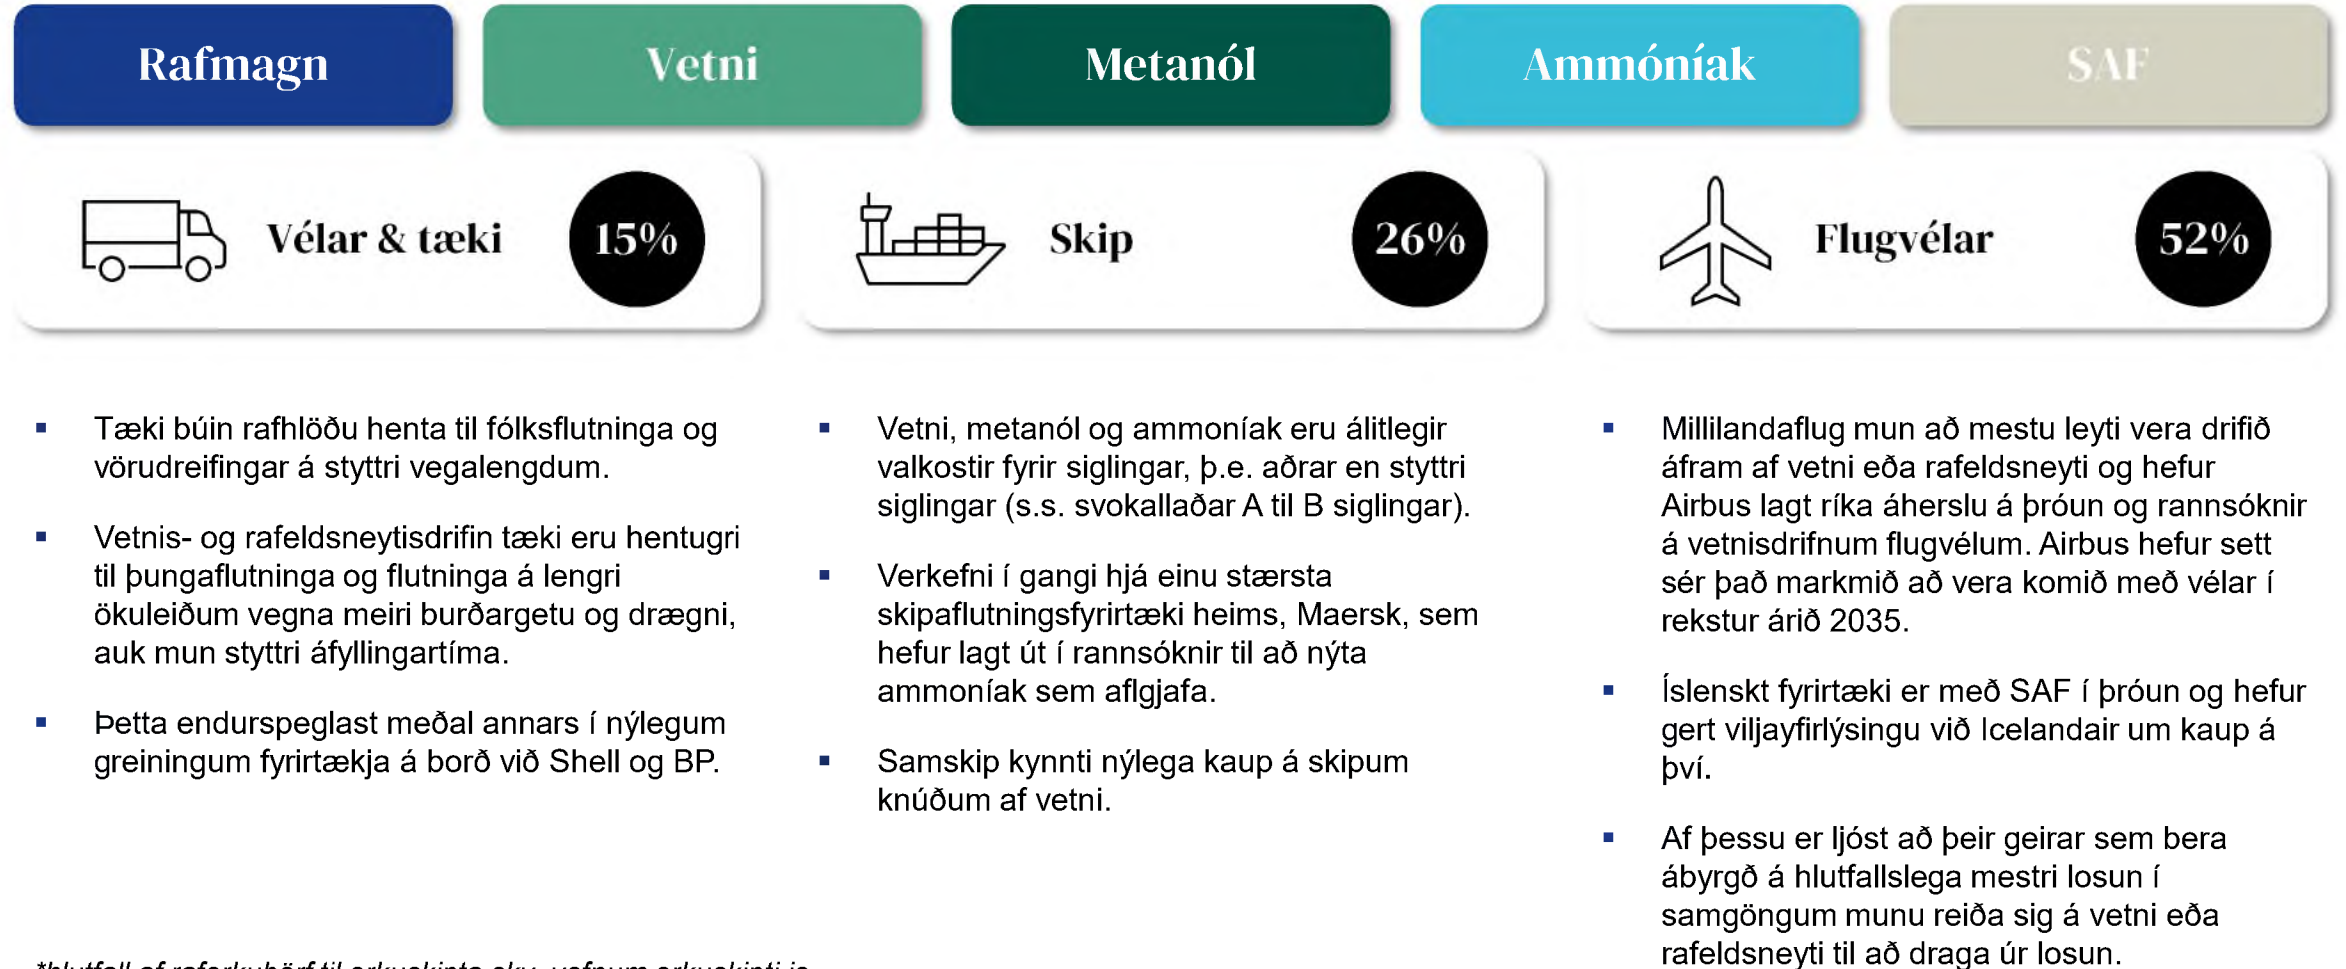 Rafmagn
Vetni
Metanól
Ammóníak
SAF
Vélar & tæki
15%
Skip
26%
Flugvélar
52%
▪ Tæki búin rafhlöðu henta til fólksflutninga og
vörudreifingar á styttri vegalengdum.
▪ Vetnis- og rafeldsneytisdrifin tæki eru hentugri
til þungaflutninga og flutninga á lengri
ökuleiðum vegna meiri burðargetu og drægni,
auk mun styttri áfyllingartíma.
▪ Þetta endurspeglast meðal annars í nýlegum
greiningum fyrirtækja á borð við Shell og BP.
▪ Vetni, metanól og ammoníak eru álitlegir
valkostir fyrir siglingar, þ.e. aðrar en styttri
siglingar (s.s. svokallaðar A til B siglingar).
▪ Verkefni í gangi hjá einu stærsta
skipaflutningsfyrirtæki heims, Maersk, sem
hefur lagt út í rannsóknir til að nýta
ammoníak sem aflgjafa.
▪ Samskip kynnti nýlega kaup á skipum
knúðum af vetni.
▪ Millilandaflug mun að mestu leyti vera drifið
áfram af vetni eða rafeldsneyti og hefur
Airbus lagt ríka áherslu á þróun og rannsóknir
á vetnisdrifnum flugvélum. Airbus hefur sett
sér það markmið að vera komið með vélar í
rekstur árið 2035.
▪ Íslenskt fyrirtæki er með SAF í þróun og hefur
gert viljayfirlýsingu við Icelandair um kaup á
því.
▪ Af þessu er ljóst að þeir geirar sem bera
ábyrgð á hlutfallslega mestri losun í
samgöngum munu reiða sig á vetni eða
rafeldsneyti til að draga úr losun.
*hlutfall af raforkuþörf til orkuskipta skv. vefnum orkuskipti.is